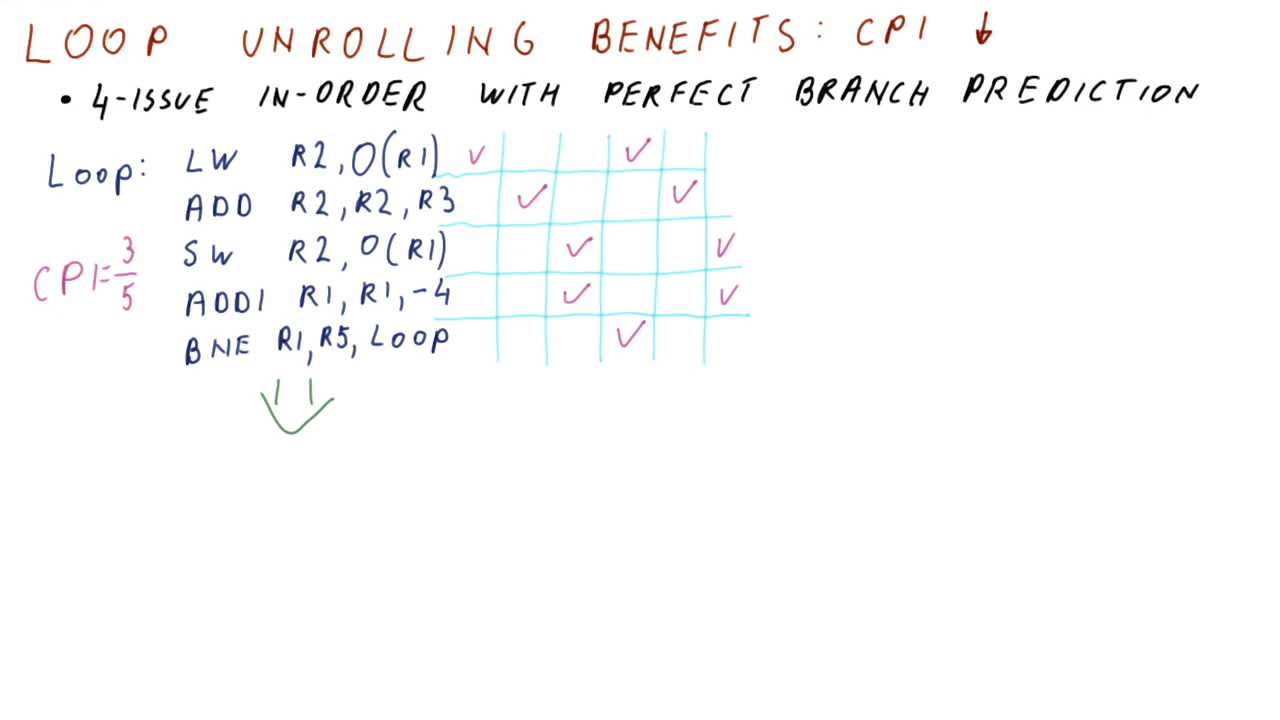 LOOP UNROLLING BENEFITS: CPI ↓
• 4-ISSUE IN-ORDER WITH PERFECT BRANCH PREDICTION
Loop: LW R2, 0(R1) ✓ ✓
ADD R2, R2, R3 ✓ ✓
SW R2, 0(R1) ✓ ✓
CPI = 3/5
ADDI R1, R1, -4 ✓ ✓
BNE R1, R5, Loop ✓